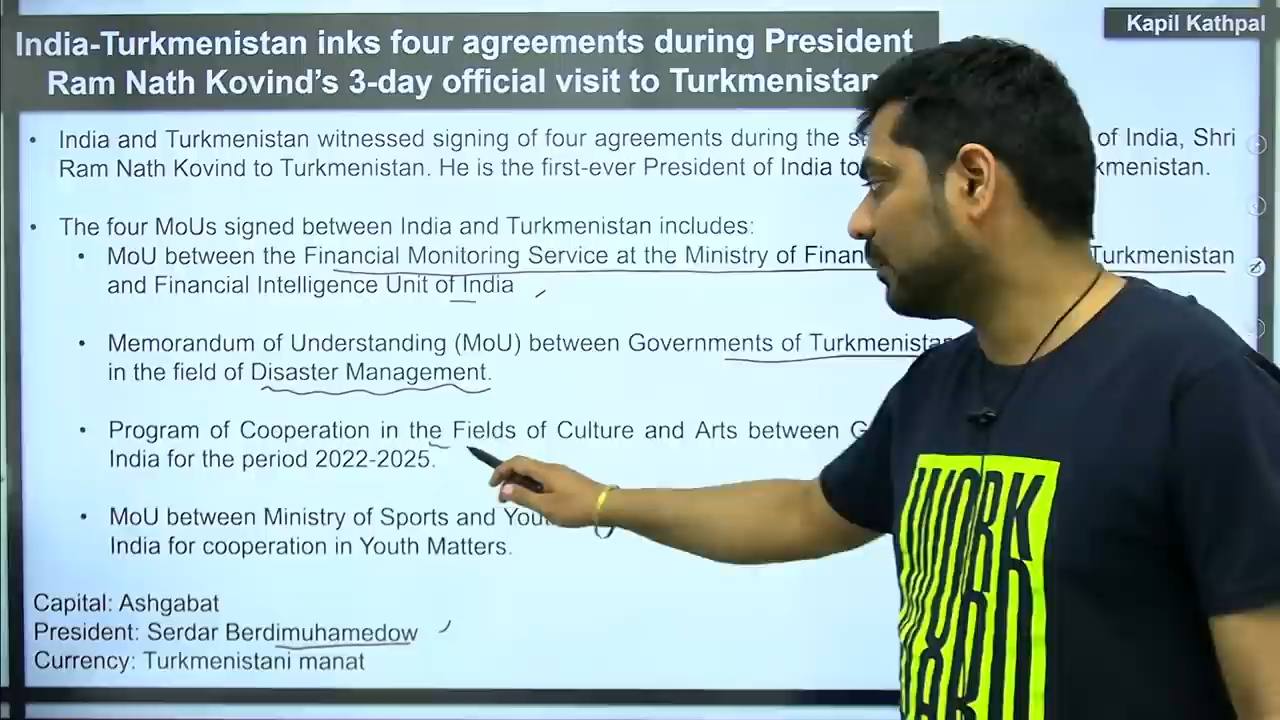 Kapil Kathpal
India-Turkmenistan inks four agreements during President
Ram Nath Kovind's 3-day official visit to Turkmenistan
• India and Turkmenistan witnessed signing of four agreements during the of India, Shri
Ram Nath Kovind to Turkmenistan. He is the first-ever President of India to
• The four MoUs signed between India and Turkmenistan includes:
• MoU between the Financial Monitoring Service at the Ministry of Turkmenistan
and Financial Intelligence Unit of India
• Memorandum of Understanding (MoU) between Governments of Turkmenistan
in the field of Disaster Management.
• Program of Cooperation in the Fields of Culture and Arts between
India for the period 2022-2025.
• MoU between Ministry of Sports and
India for cooperation in Youth Matters.
Capital: Ashgabat
President: Serdar Berdimuhamedow
Currency: Turkmenistani manat
WORK
HARD